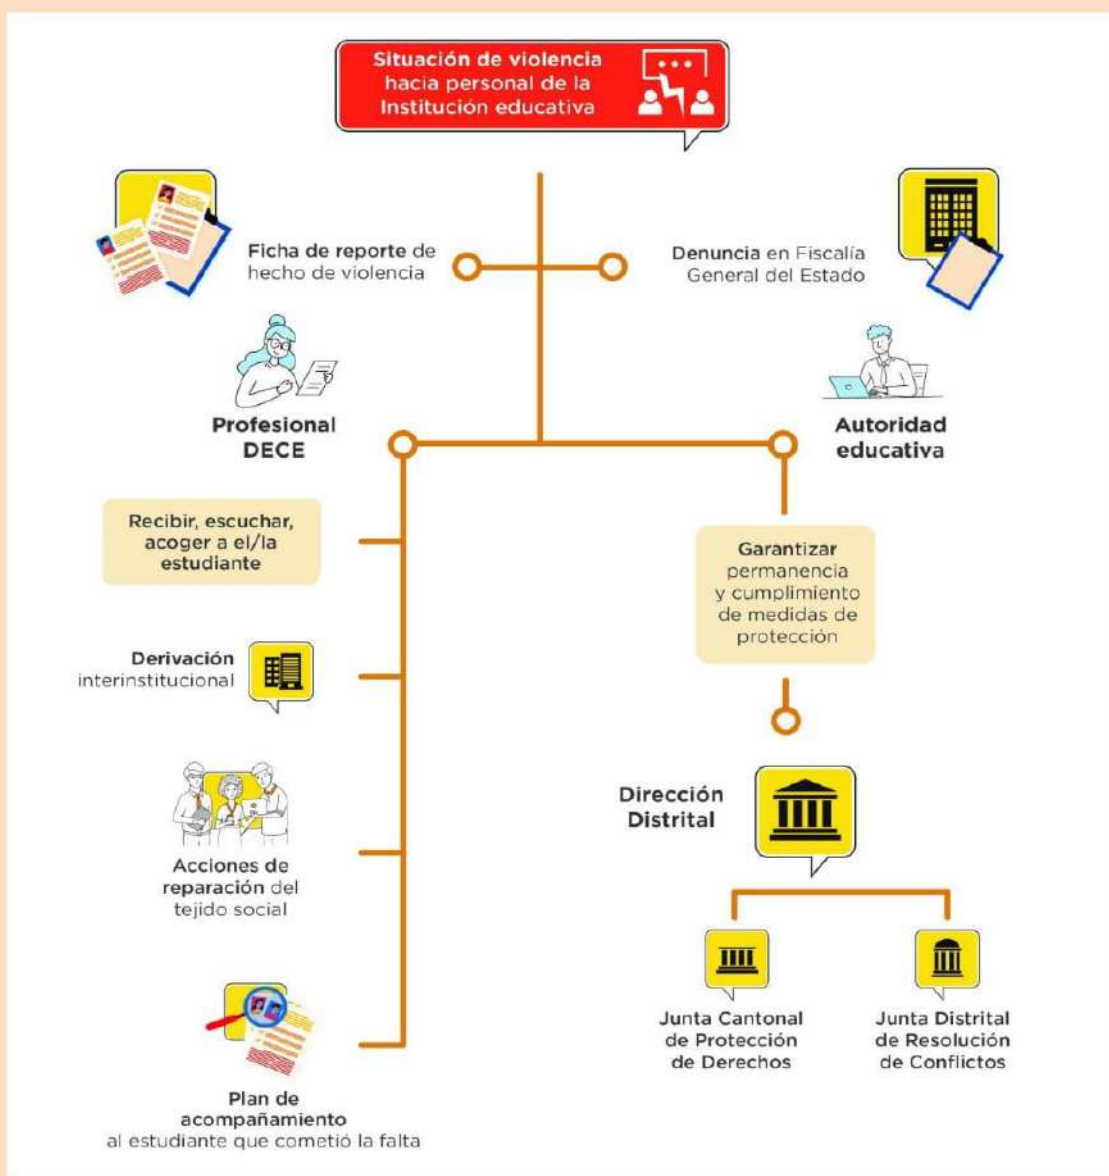 Situación de violencia
hacia personal de la
Institución educativa
Ficha de reporte de
hecho de violencia
Denuncia en Fiscalía
General del Estado
Profesional
DECE
Autoridad
educativa
Recibir, escuchar,
acoger a el/la
estudiante
Derivación
interinstitucional
Acciones de
reparación del
tejido social
Plan de
acompañamiento
al estudiante que cometió la falta
Garantizar
permanencia
y cumplimiento
de medidas de
protección
Dirección
Distrital
Junta Cantonal
de Protección
de Derechos
Junta Distrital
de Resolución
de Conflictos